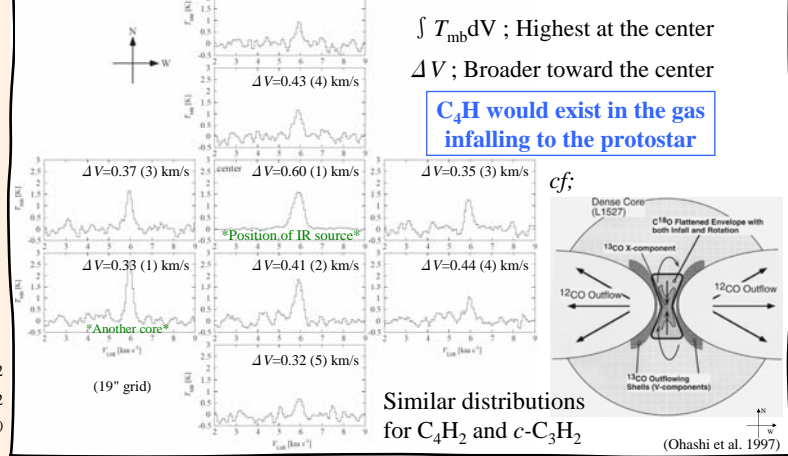 ∫ TmbdV ; Highest at the center
ΔV ; Broader toward the center
C4H would exist in the gas
infalling to the protostar
N
W
ΔV=0.43 (4) km/s
ΔV=0.37 (3) km/s
center
ΔV=0.60 (1) km/s
*Position of IR source*
ΔV=0.35 (3) km/s
ΔV=0.33 (1) km/s
*Another core*
ΔV=0.41 (2) km/s
ΔV=0.44 (4) km/s
ΔV=0.32 (5) km/s
(19" grid)
cf;
Dense Core
(L1527)
C18O Flattened Envelope with
both Infall and Rotation
13CO X-component
12CO Outflow
12CO Outflow
13CO Outflowing
Shells (V-components)
Similar distributions
for C4H2 and c-C3H2
N
W
(Ohashi et al. 1997)